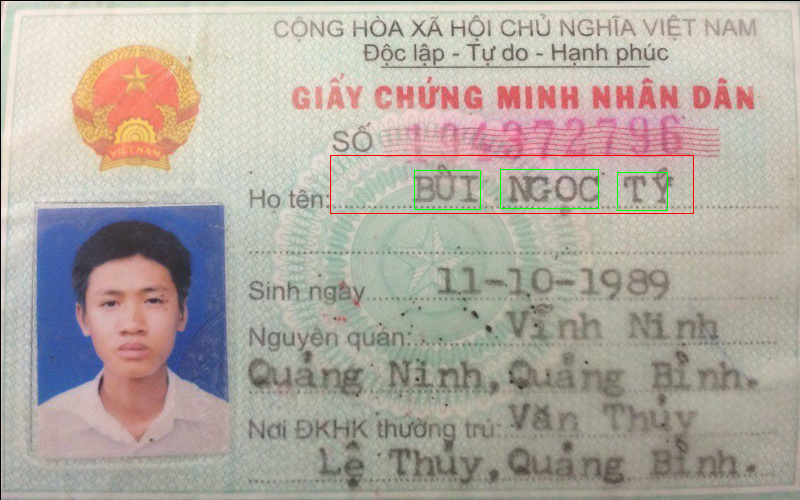 CỘNG HÒA XÃ HỘI CHỦ NGHĨA VIỆT NAM
Độc lập - Tự do - Hạnh phúc
GIẤY CHỨNG MINH NHÂN DÂN
SỐ 194372796
Họ tên: BÙI NGỌC TỶ
Sinh ngày 11-10-1989
Nguyên quán: Vĩnh Ninh
Quảng Ninh, Quảng Bình.
Nơi ĐKHK thường trú: Văn Thủy
Lệ Thủy, Quảng Bình.
VIỆT NAM